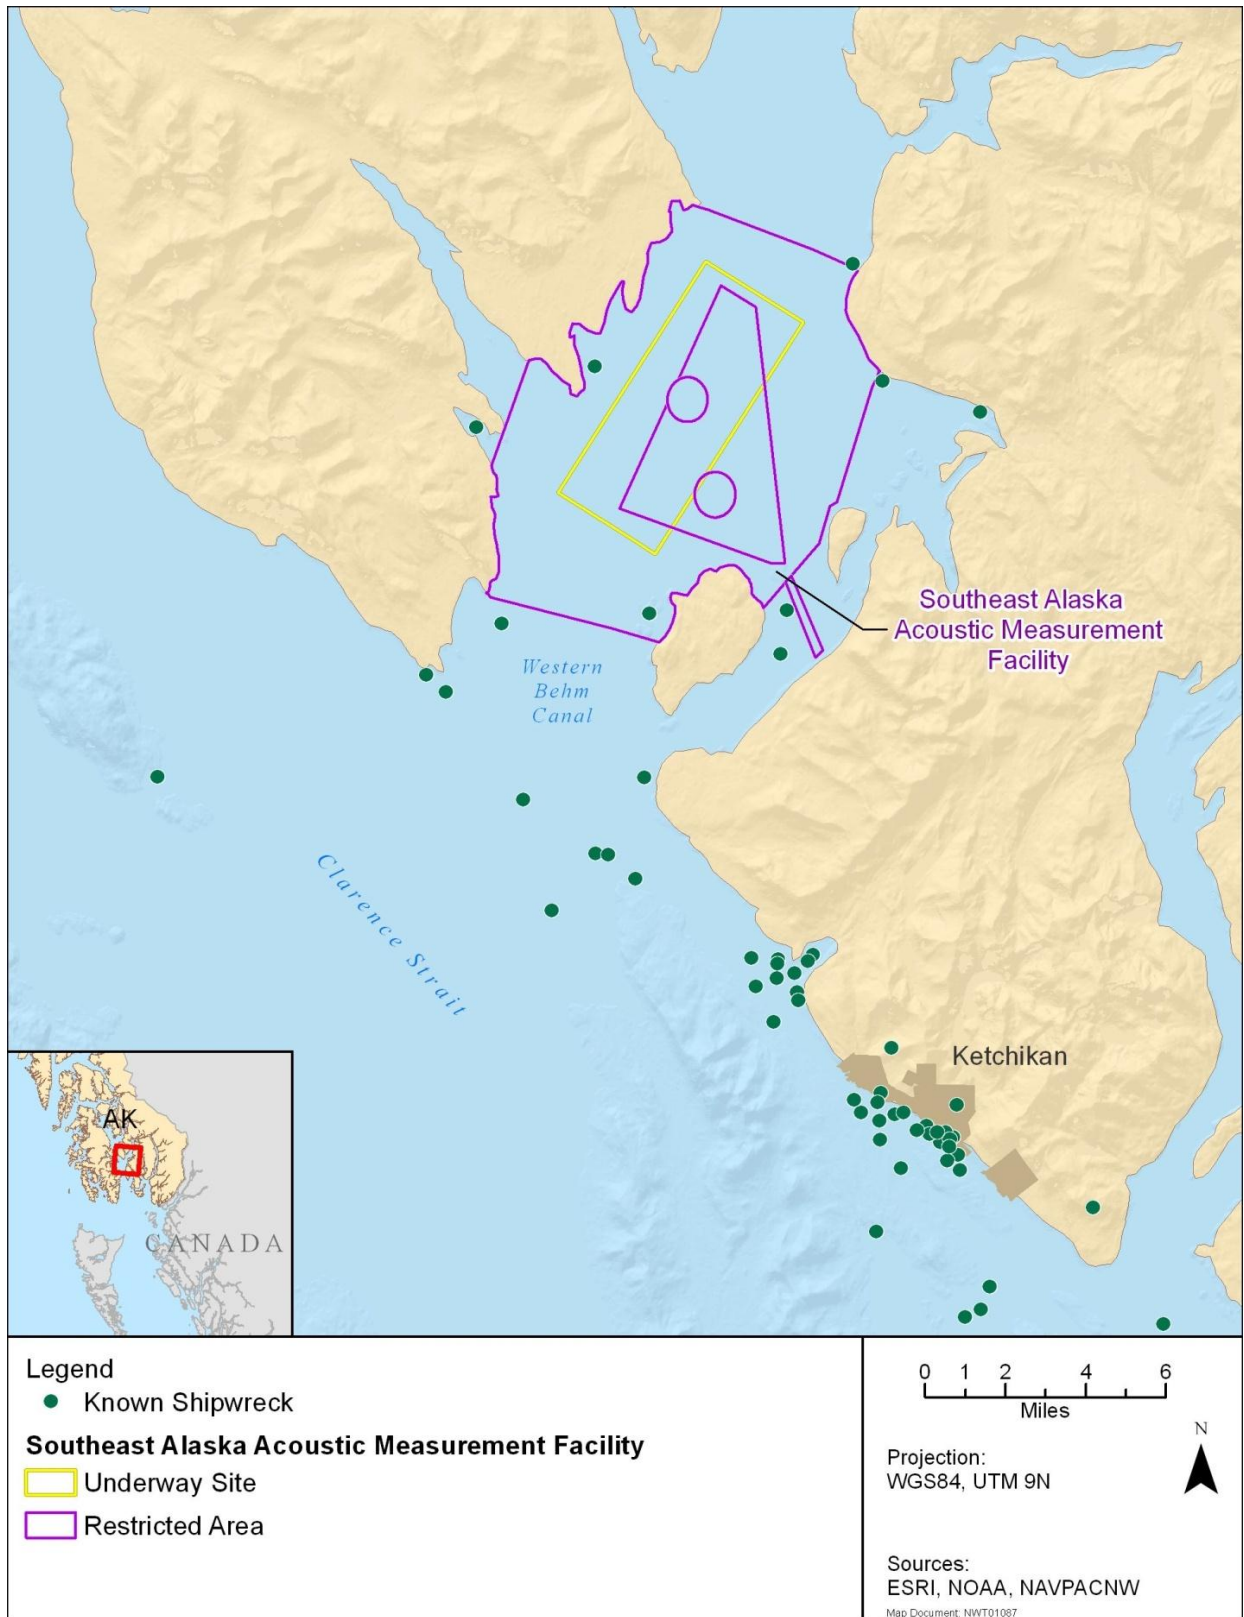 Southeast Alaska
Acoustic Measurement
Facility
Western
Behm
Canal
Clarence Strait
Ketchikan
AK
CANADA
Legend
Known Shipwreck
Southeast Alaska Acoustic Measurement Facility
Underway Site
Restricted Area
0 1 2 4 6
Miles
N
Projection:
WGS84, UTM 9N
Sources:
ESRI, NOAA, NAVPACNW
Map Document: NWT01087